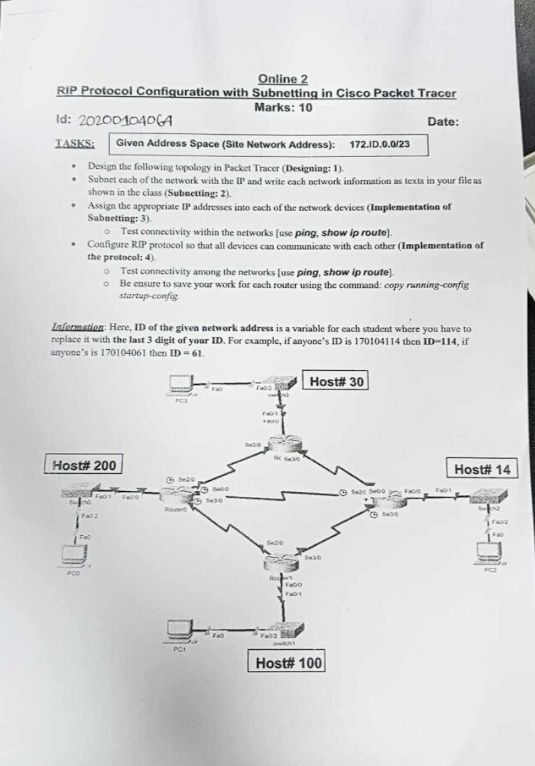 Online 2
RIP Protocol Configuration with Subnetting in Cisco Packet Tracer
Marks: 10
Id: 20200104064
Date:
TASKS:
Given Address Space (Site Network Address): 172.ID.0.0/23
• Design the following topology in Packet Tracer (Designing: 1).
• Subnet each of the network with the IP and write each network information as texts in your file as
shown in the class (Subnetting: 2).
• Assign the appropriate IP addresses into each of the network devices (Implementation of
Subnetting: 3).
o Test connectivity within the networks [use ping, show ip route].
• Configure RIP protocol so that all devices can communicate with each other (Implementation of
the protocol: 4).
o Test connectivity among the networks [use ping, show ip route].
o Be ensure to save your work for each router using the command: copy running-config
startup-config.
Information: Here, ID of the given network address is a variable for each student where you have to
replace it with the last 3 digit of your ID. For example, if anyone's ID is 170104114 then ID=114, if
anyone's is 170104061 then ID = 61.
Host# 30
Fa0
Fa0/2
PC3
Fa0/1
Se2/0
Se3/0
Host# 200
Host# 14
Se2/0
Se6/0
Se3/0
Fa0/1
Fa0/0
Router0
Se6/0
Fa0/0
Fa0/1
Se3/0
Fa0/2
Fa0
PC0
Fa0/2
Fa0
PC2
Se2/0
Se3/0
Fa0/0
Fa0/1
Fa0
Fa0/2
PC1
Host# 100